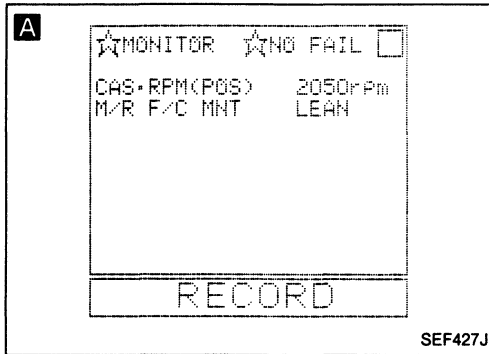 A
☆MONITOR ☆NO FAIL □
CAS•RPM(POS) 2050rpm
M/R F/C MNT LEAN
RECORD
SEF427J